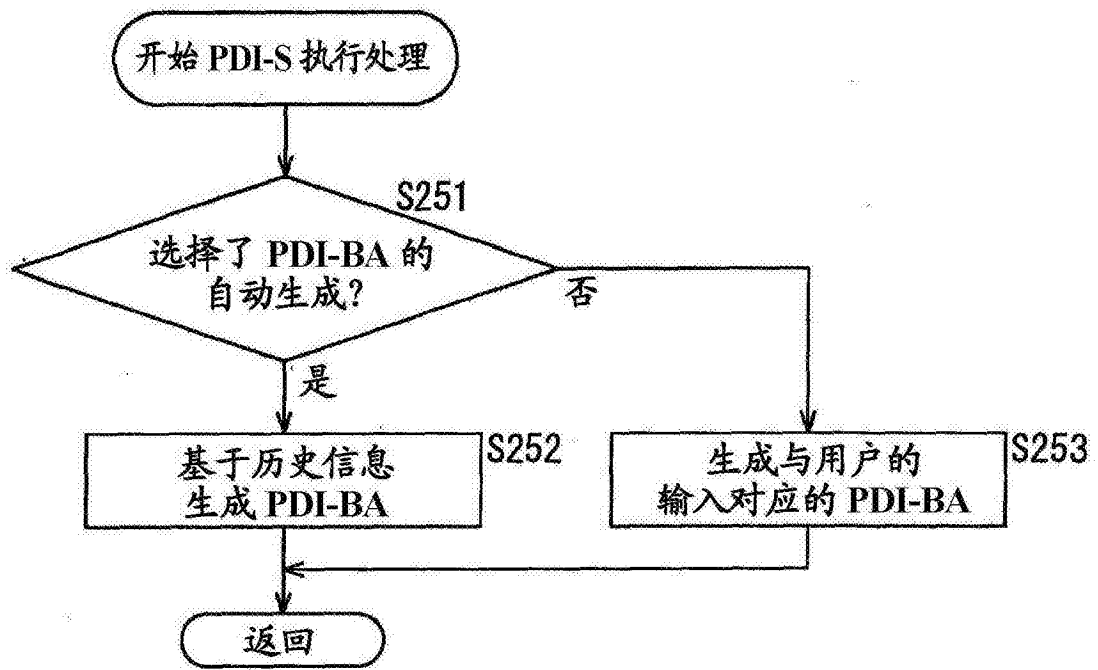 开始 PDI-S 执行处理
S251
选择了 PDI-BA 的
自动生成?
否
是
基于历史信息
生成 PDI-BA
S252
生成与用户的
输入对应的 PDI-BA
S253
返回